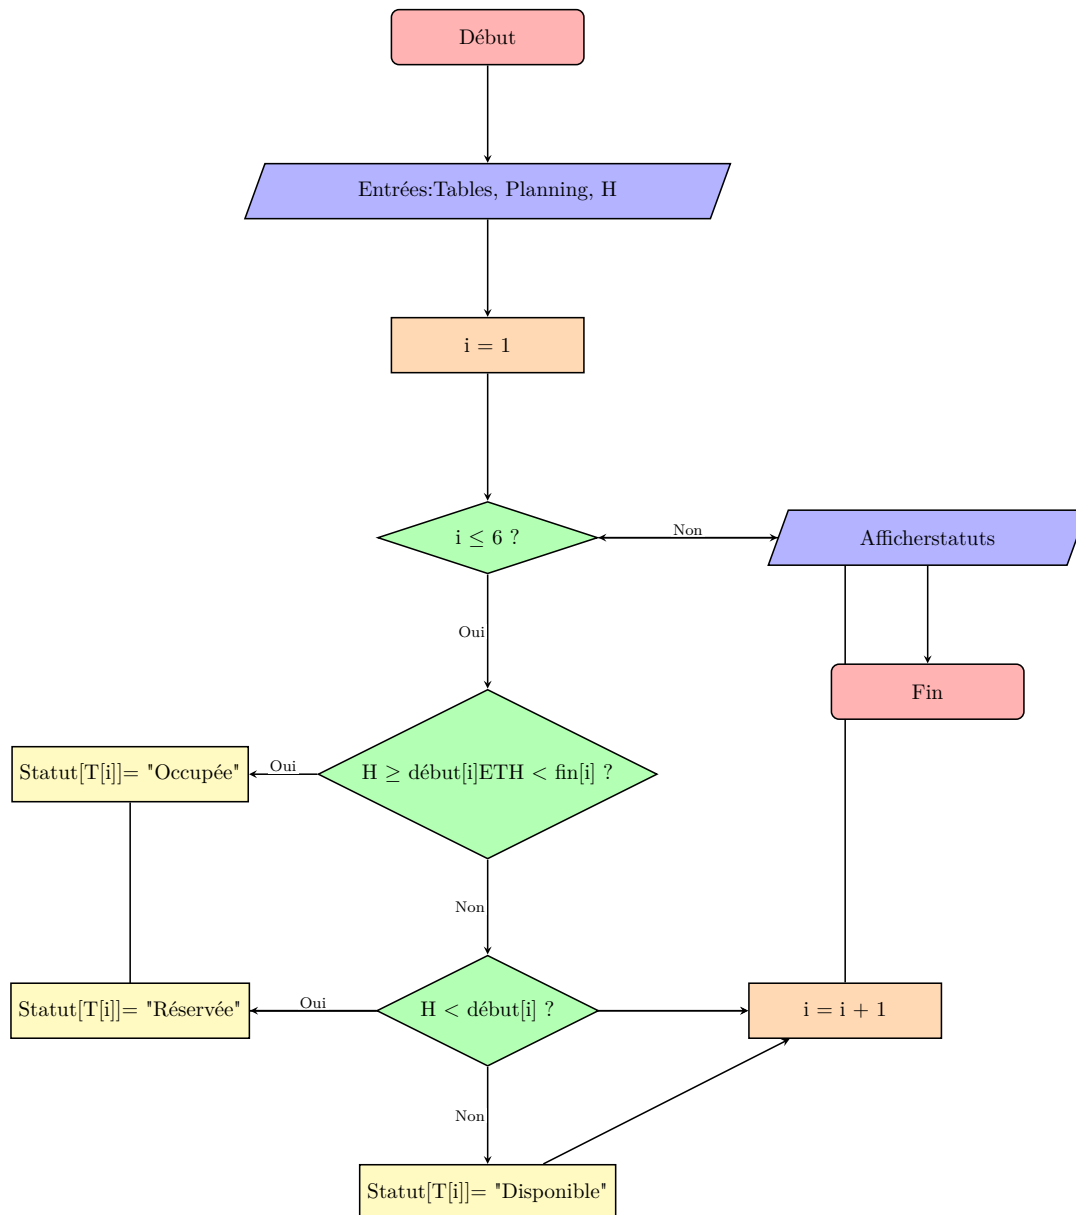 Début
Entrées:Tables, Planning, H
i = 1
i ≤ 6 ?
Non
Afficherstatuts
Oui
Fin
Statut[T[i]]= "Occupée"
Oui
H ≥ début[i]ETH < fin[i] ?
Non
Statut[T[i]]= "Réservée"
Oui
H < début[i] ?
i = i + 1
Non
Statut[T[i]]= "Disponible"